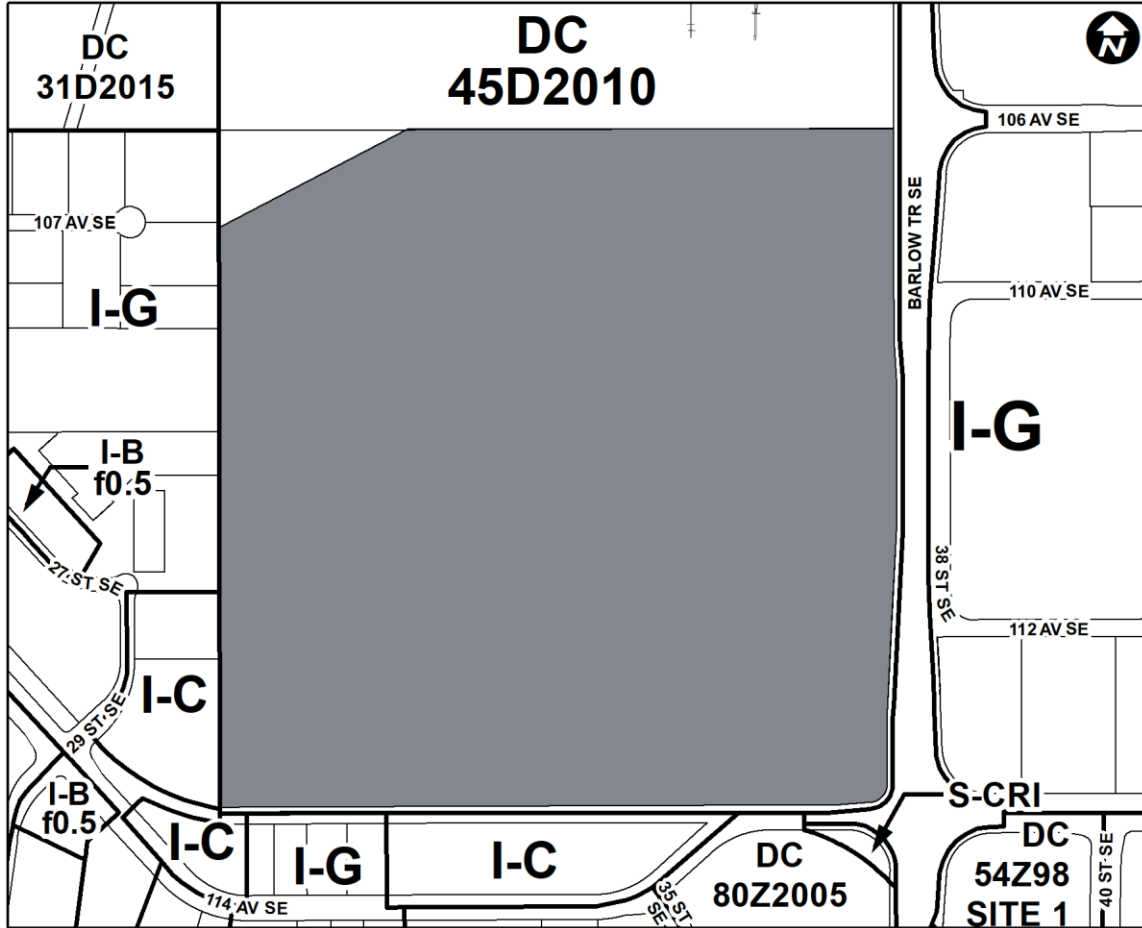 DC
31D2015
DC
45D2010
N
106 AV SE
107 AV SE
BARLOW TR SE
110 AV SE
I-G
I-G
I-B
f0.5
27 ST SE
38 ST SE
112 AV SE
I-C
29 ST SE
I-B
f0.5
S-CRI
I-C
I-G
I-C
DC
80Z2005
DC
54Z98
SITE 1
40 ST SE
114 AV SE
35 ST
SE